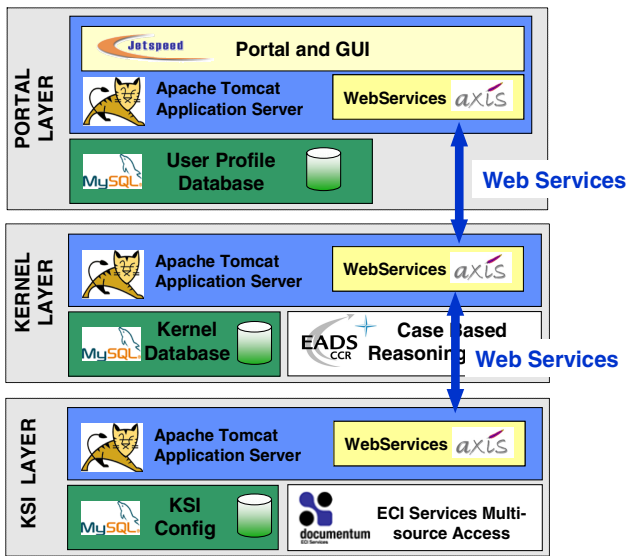 PORTAL
LAYER
Jetspeed
Portal and GUI
Apache Tomcat
Application Server
WebServices axis
MySQL
User Profile
Database
Web Services
KERNEL
LAYER
Apache Tomcat
Application Server
WebServices axis
MySQL
Kernel
Database
EADS
CCR
Case Based
Reasoning
Web Services
KSI LAYER
Apache Tomcat
Application Server
WebServices axis
MySQL
KSI
Config
documentum
ECI Services
ECI Services Multi-
source Access